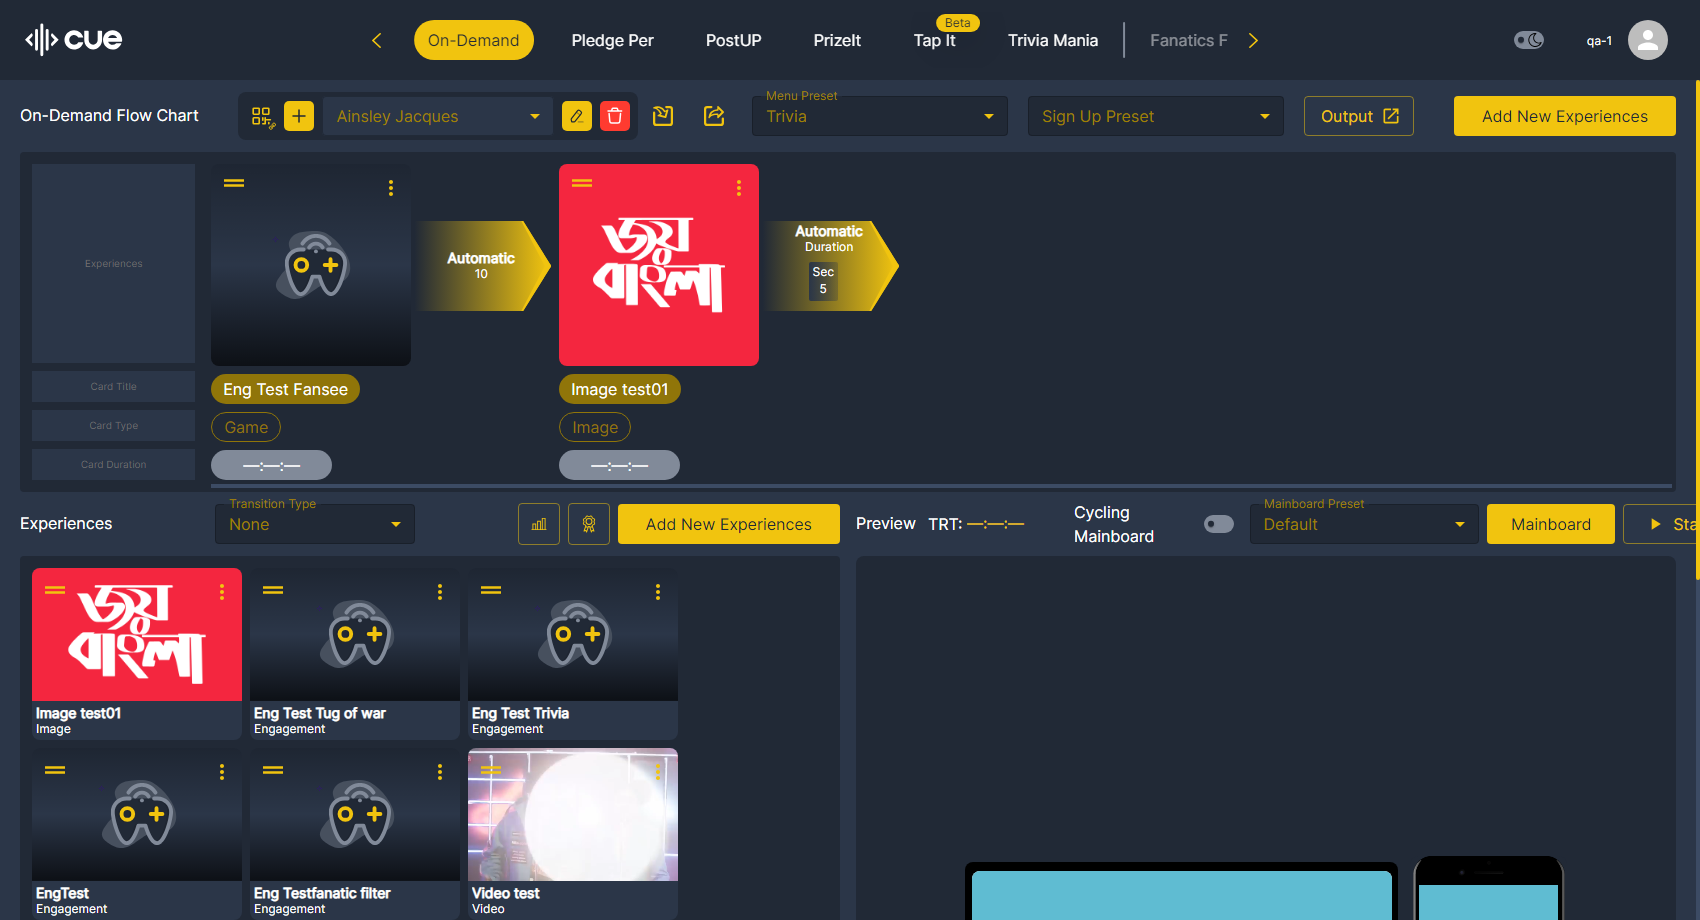 cue
On-Demand
Pledge Per
PostUP
PrizeIt
Beta
Tap It
Trivia Mania
Fanatics F
qa-1
On-Demand Flow Chart
Ainsley Jacques
Menu Preset
Trivia
Sign Up Preset
Output
Add New Experiences
Experiences
Automatic
10
জয়
বাংলা
Automatic
Duration
Sec
5
Card Title
Eng Test Fansee
Image test01
Card Type
Game
Image
Card Duration
—:—:—
—:—:—
Experiences
Transition Type
None
Add New Experiences
Preview
TRT: —:—:—
Cycling
Mainboard
Mainboard Preset
Default
Mainboard
Sta
জয়
বাংলা
Image test01
Image
Eng Test Tug of war
Engagement
Eng Test Trivia
Engagement
EngTest
Engagement
Eng Testfanatic filter
Engagement
Video test
Video